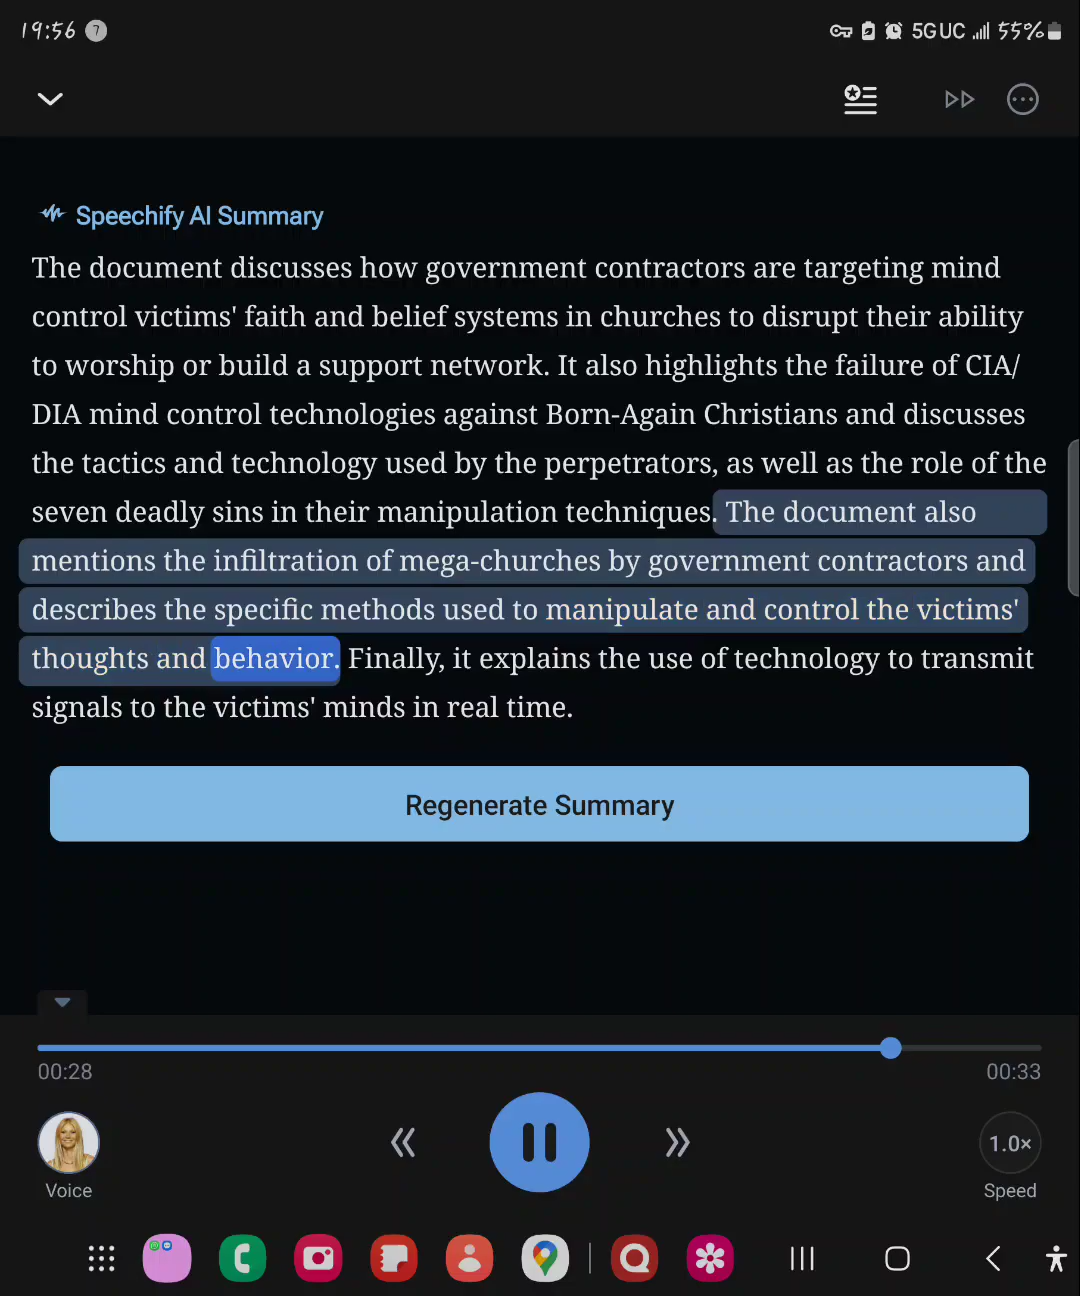 19:56 7 5G UC 55%
Speechify AI Summary
The document discusses how government contractors are targeting mind
control victims' faith and belief systems in churches to disrupt their ability
to worship or build a support network. It also highlights the failure of CIA/
DIA mind control technologies against Born-Again Christians and discusses
the tactics and technology used by the perpetrators, as well as the role of the
seven deadly sins in their manipulation techniques. The document also
mentions the infiltration of mega-churches by government contractors and
describes the specific methods used to manipulate and control the victims'
thoughts and behavior. Finally, it explains the use of technology to transmit
signals to the victims' minds in real time.
Regenerate Summary
00:28 00:33
1.0×
Voice Speed